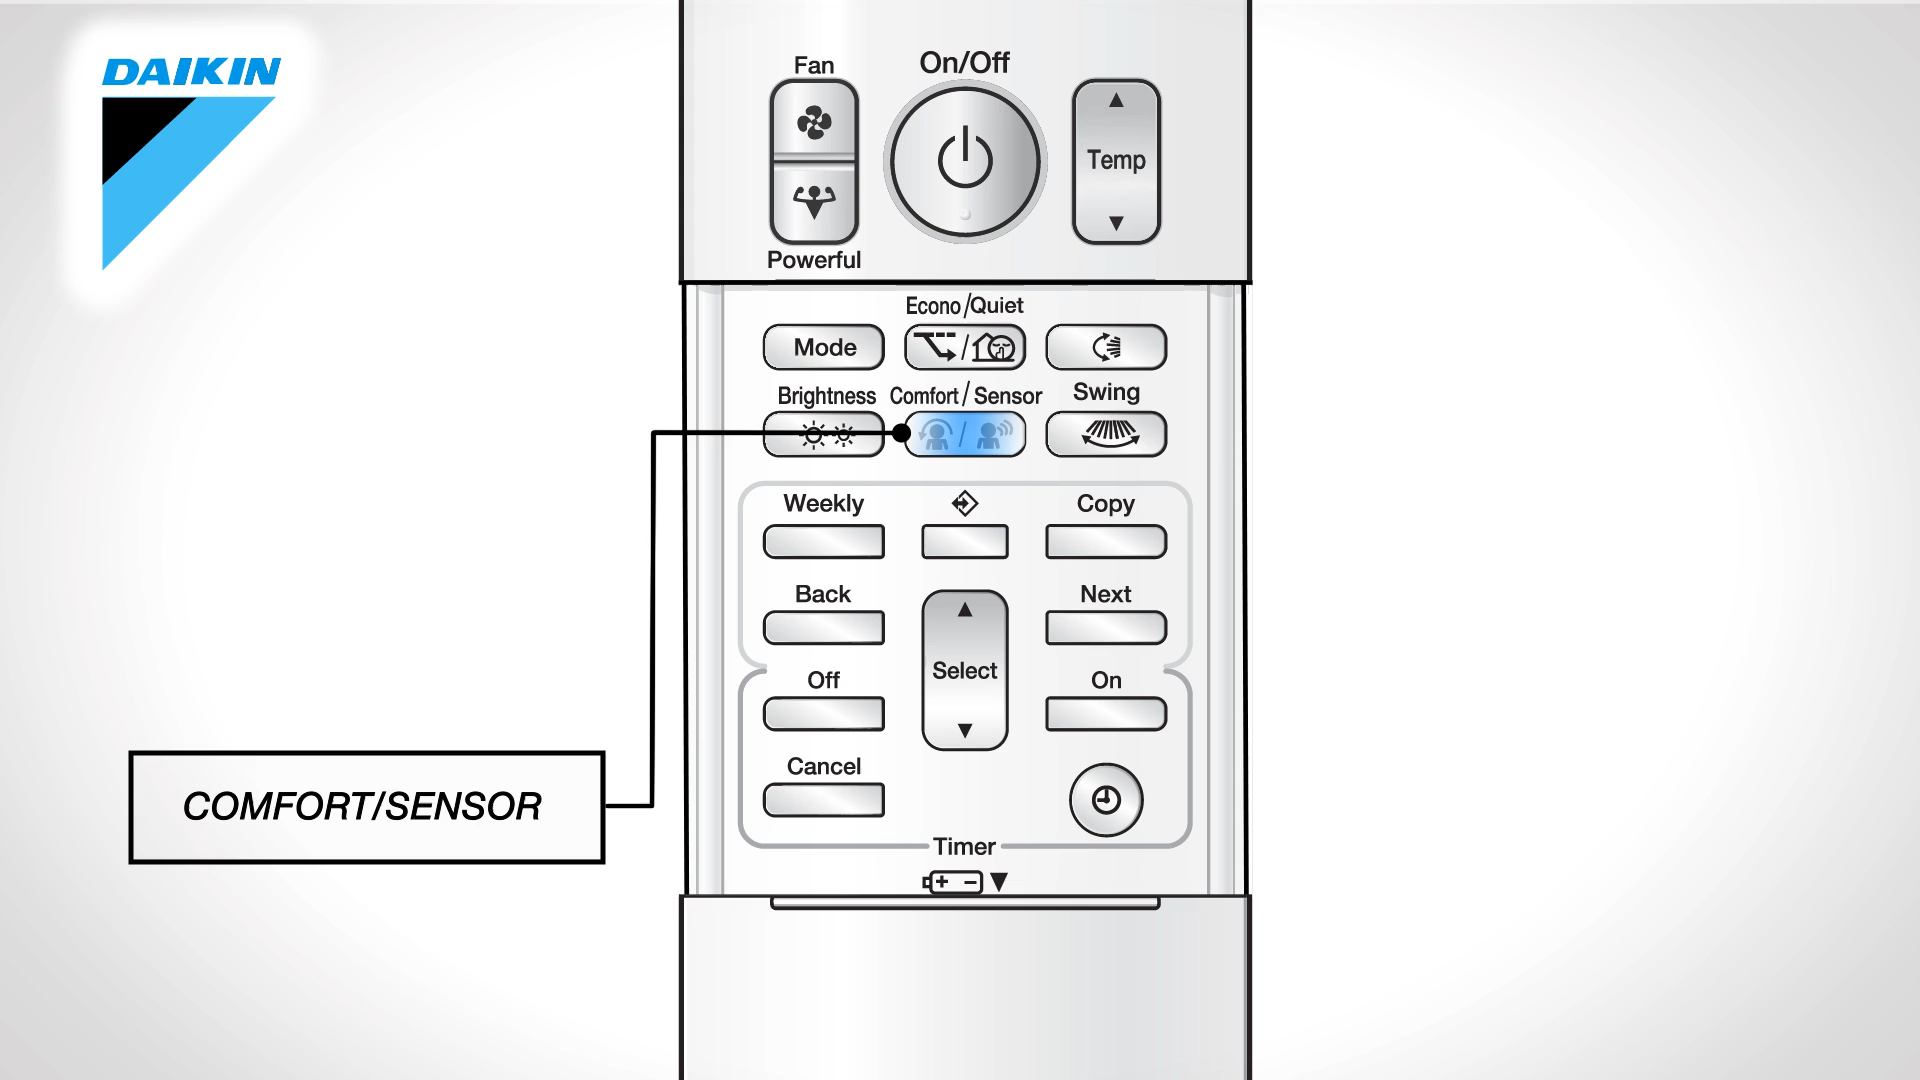 DAIKIN
Fan
On/Off
Temp
Powerful
Econo/Quiet
Mode
Brightness
Comfort/Sensor
Swing
Weekly
Copy
Back
Next
Select
Off
On
Cancel
Timer
COMFORT/SENSOR